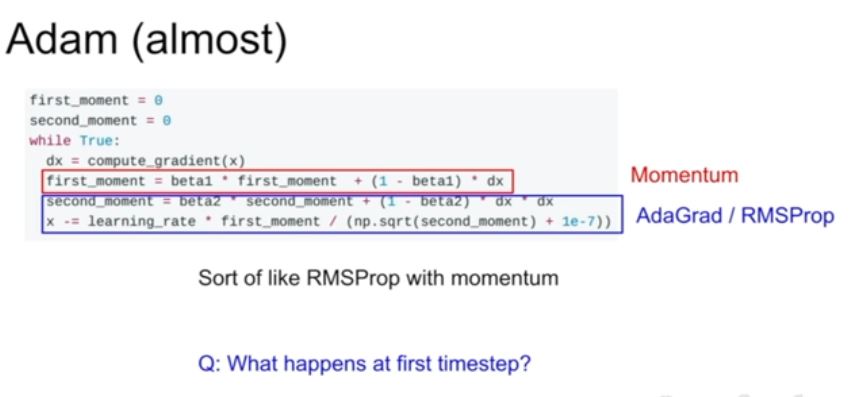 Adam (almost)
first_moment = 0
second_moment = 0
while True:
dx = compute_gradient(x)
first_moment = beta1 * first_moment + (1 - beta1) * dx
Momentum
second_moment = beta2 * second_moment + (1 - beta2) * dx * dx
x -= learning_rate * first_moment / (np.sqrt(second_moment) + 1e-7))
AdaGrad / RMSProp
Sort of like RMSProp with momentum
Q: What happens at first timestep?